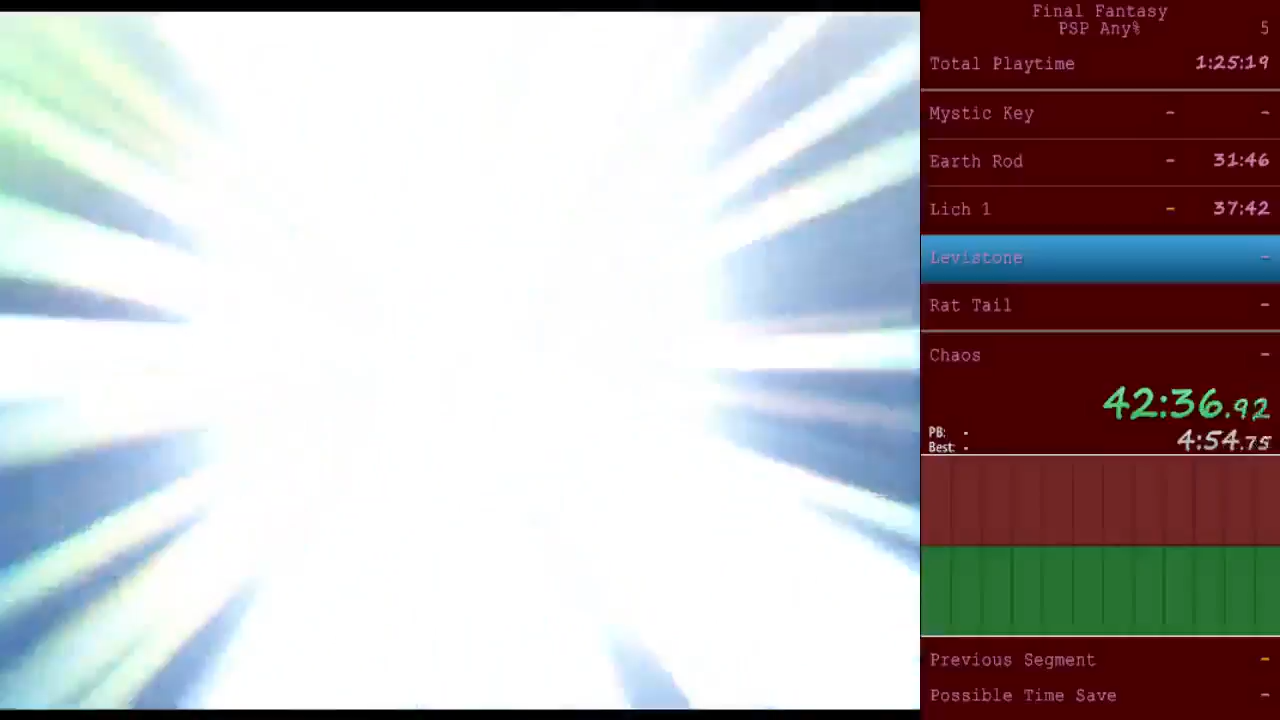 Final Fantasy
PSP Any%
5
Total Playtime 1:25:19
Mystic Key - -
Earth Rod - 31:46
Lich 1 - 37:42
Levistone -
Rat Tail -
Chaos -
42:36.92
PB: -
4:54.75
Best: -
Previous Segment -
Possible Time Save -